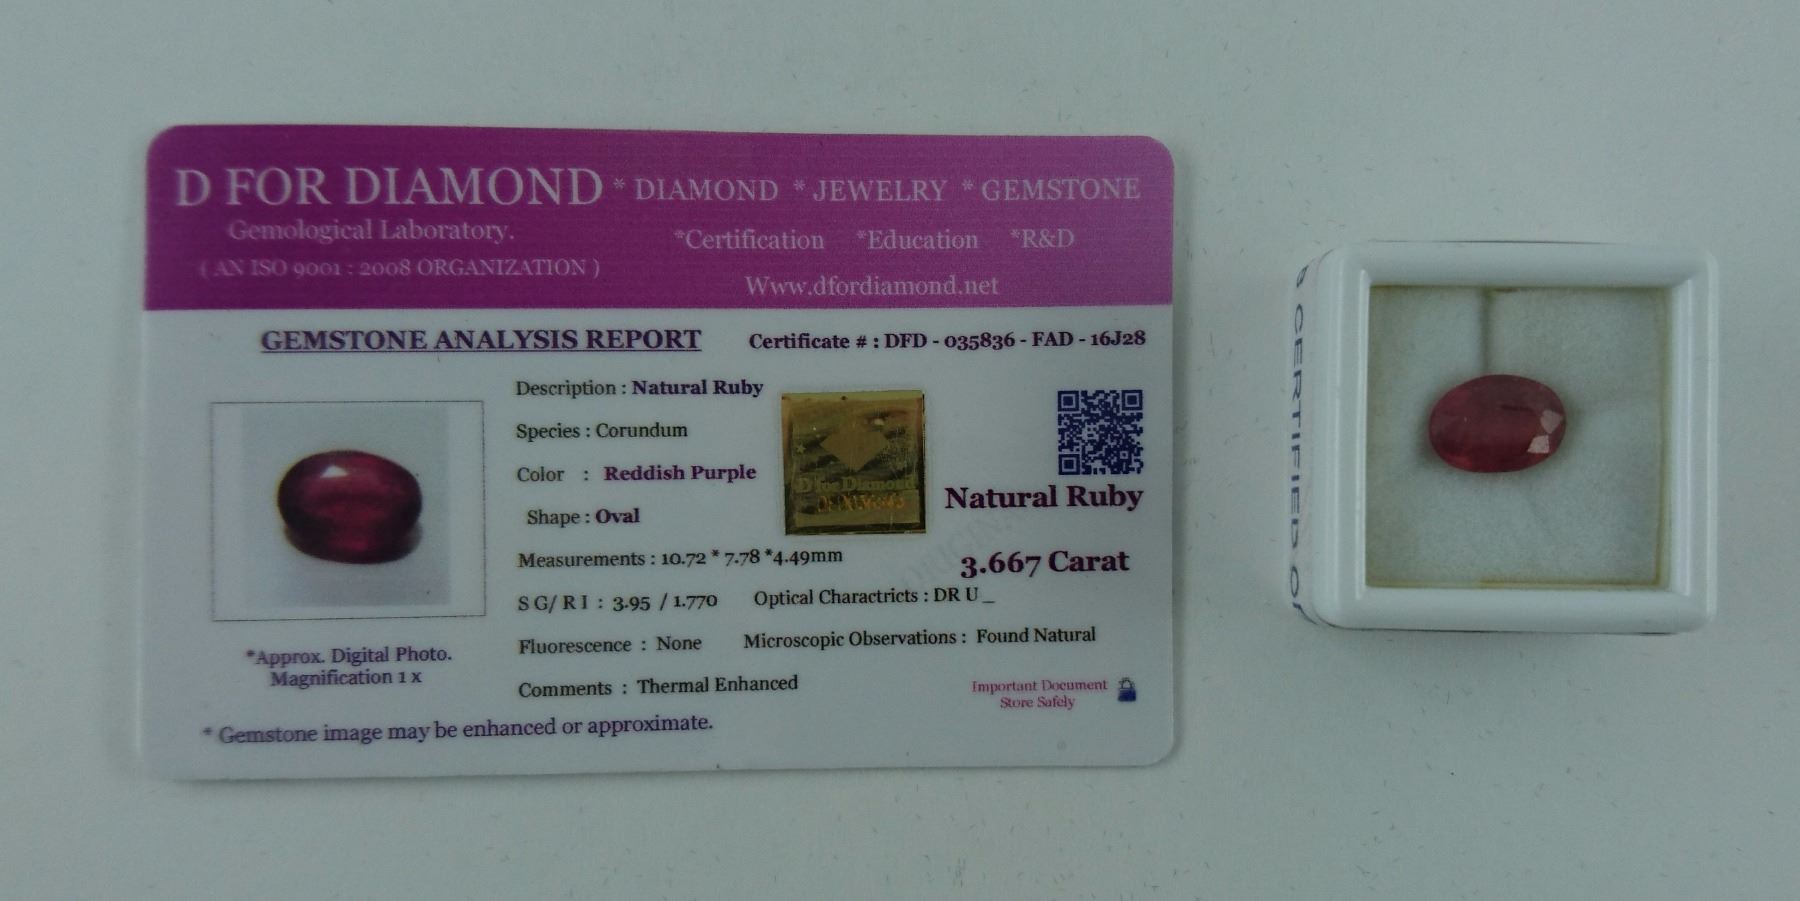 D FOR DIAMOND * DIAMOND * JEWELRY * GEMSTONE
Gemological Laboratory.
*Certification *Education *R&D
( AN ISO 9001 : 2008 ORGANIZATION )
Www.dfordiamond.net
GEMSTONE ANALYSIS REPORT
Certificate # : DFD - 035836 - FAD - 16J28
Description : Natural Ruby
Species : Corundum
Color : Reddish Purple
Shape : Oval
D for Diamond
Natural Ruby
Measurements : 10.72 * 7.78 *4.49mm
3.667 Carat
S G/ R I : 3.95 / 1.770
Optical Charactricts : DR U _
Fluorescence : None
Microscopic Observations : Found Natural
Comments : Thermal Enhanced
*Approx. Digital Photo.
Magnification 1 x
Important Document
Store Safely
* Gemstone image may be enhanced or approximate.
CERTIFIED